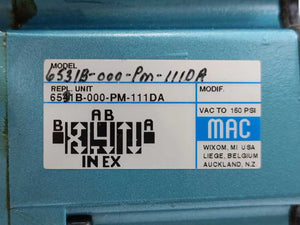 MODEL
6531B-000-PM-111DA
REPL. UNIT
6531B-000-PM-111DA
MODIF.
VAC TO 150 PSI
A B
B A
IN EX
MAC
WIXOM, MI USA
LIEGE, BELGIUM
AUCKLAND, N.Z.